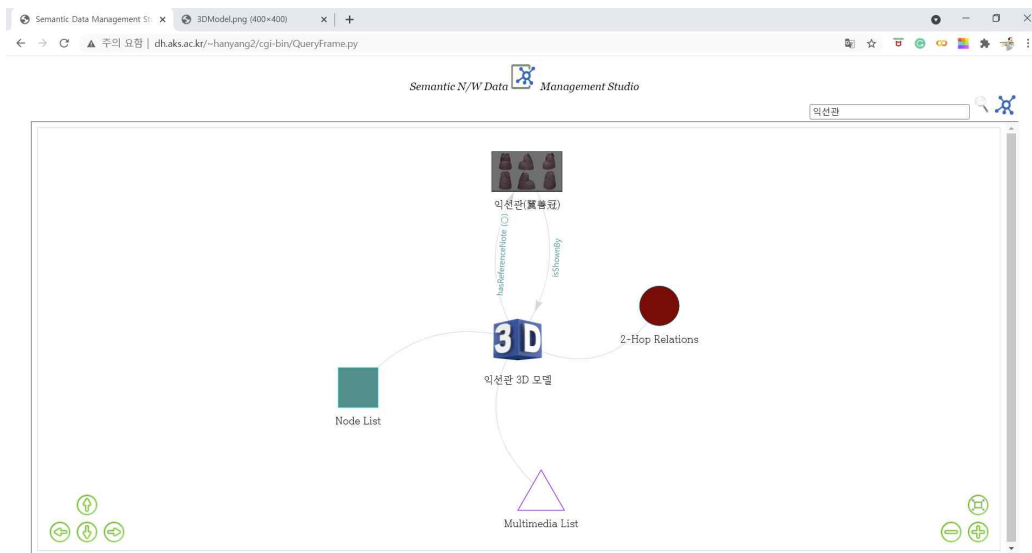 Semantic Data Management St
3DModel.png (400×400)
주의 요함 | dh.aks.ac.kr/~hanyang2/cgi-bin/QueryFrame.py
Semantic N/W Data Management Studio
익선관
익선관(翼善冠)
hasReferenceNote (O)
isShownBy
3D
2-Hop Relations
익선관 3D 모델
Node List
Multimedia List